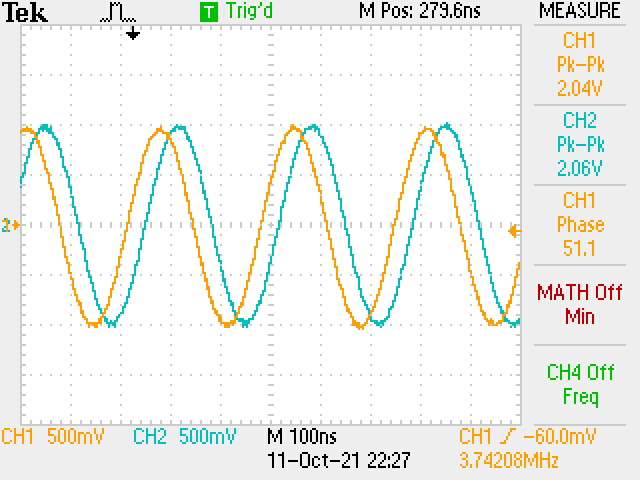 Tek T Trig'd M Pos: 279.6ns MEASURE
CH1
Pk-Pk
2.04V
CH2
Pk-Pk
2.06V
CH1
Phase
51.1
MATH Off
Min
CH4 Off
Freq
2
CH1 500mV CH2 500mV M 100ns CH1 -60.0mV
11-Oct-21 22:27 3.74208MHz